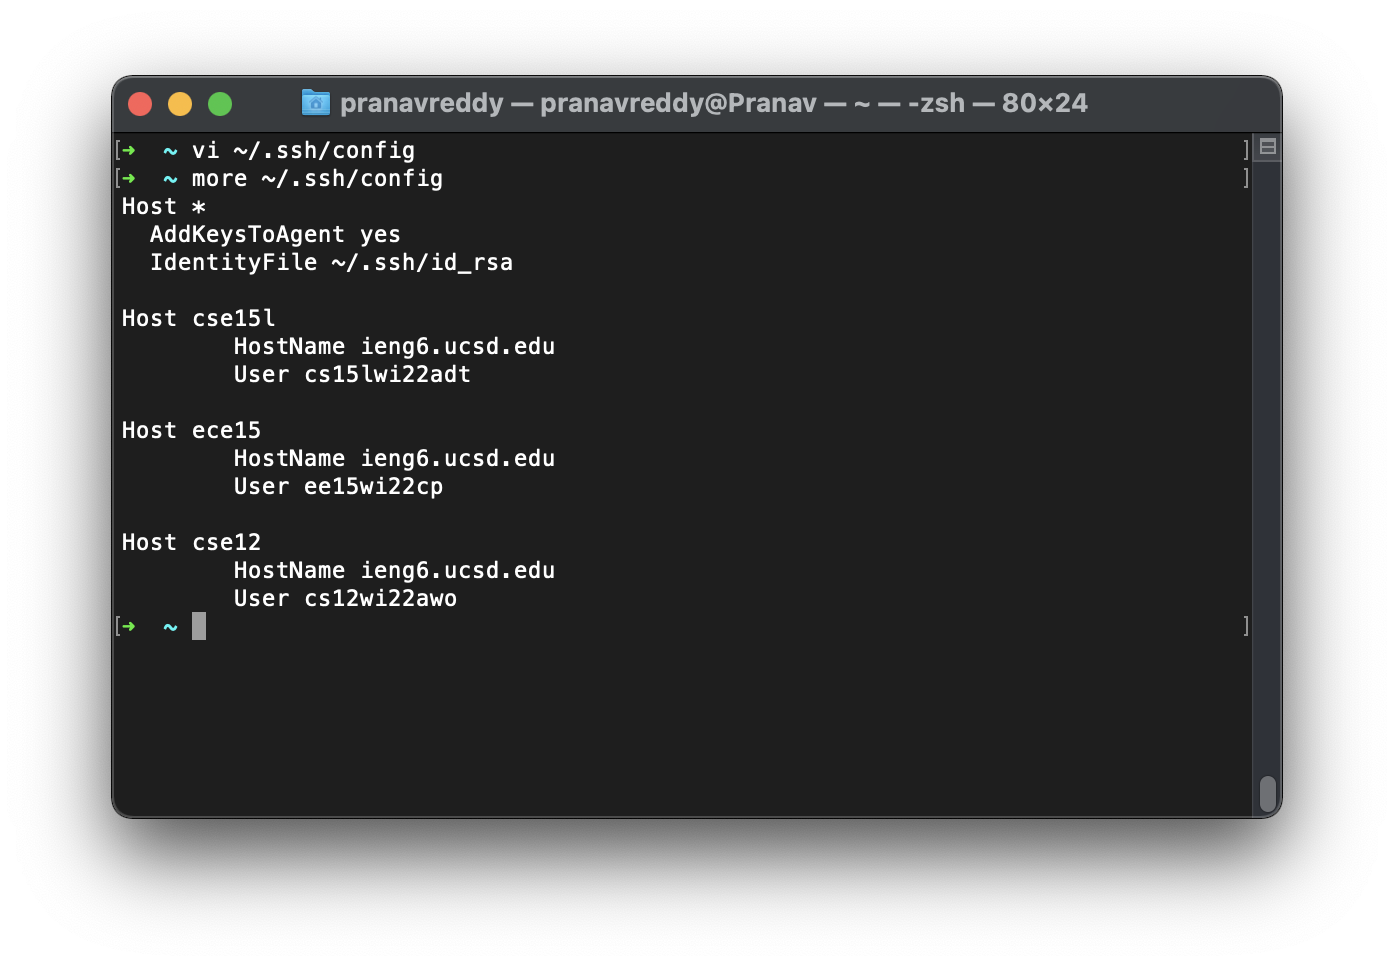 pranavreddy — pranavreddy@Pranav — ~ — -zsh — 80×24
[➜  ~ vi ~/.ssh/config ]
[➜  ~ more ~/.ssh/config ]
Host *
  AddKeysToAgent yes
  IdentityFile ~/.ssh/id_rsa

Host cse15l
        HostName ieng6.ucsd.edu
        User cs15lwi22adt

Host ece15
        HostName ieng6.ucsd.edu
        User ee15wi22cp

Host cse12
        HostName ieng6.ucsd.edu
        User cs12wi22awo
[➜  ~ ]